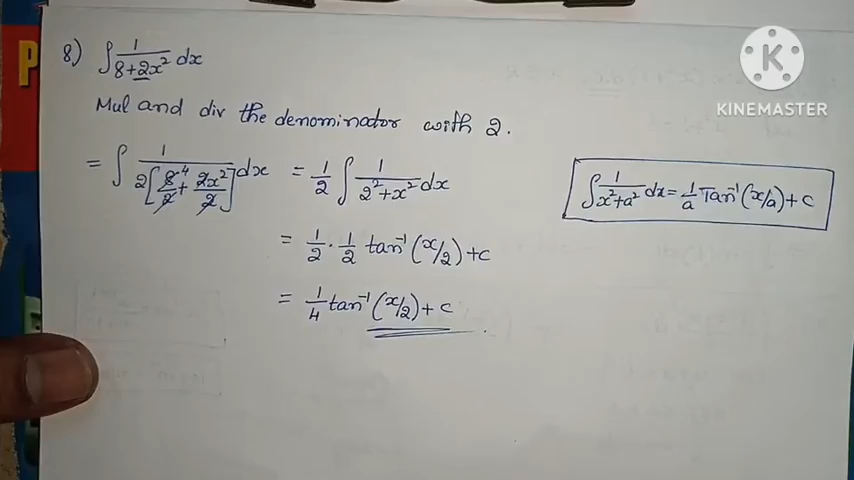 P
K
KINEMASTER
8) ∫ 1/(8+2x²) dx
Mul and div the denominator with 2.
= ∫ 1/(2[8/2 4 + 2x²/2]) dx = 1/2 ∫ 1/(2²+x²) dx
∫ 1/(x²+a²) dx = 1/a Tan⁻¹(x/a) + c
= 1/2 · 1/2 tan⁻¹(x/2) + c
= 1/4 tan⁻¹(x/2) + c